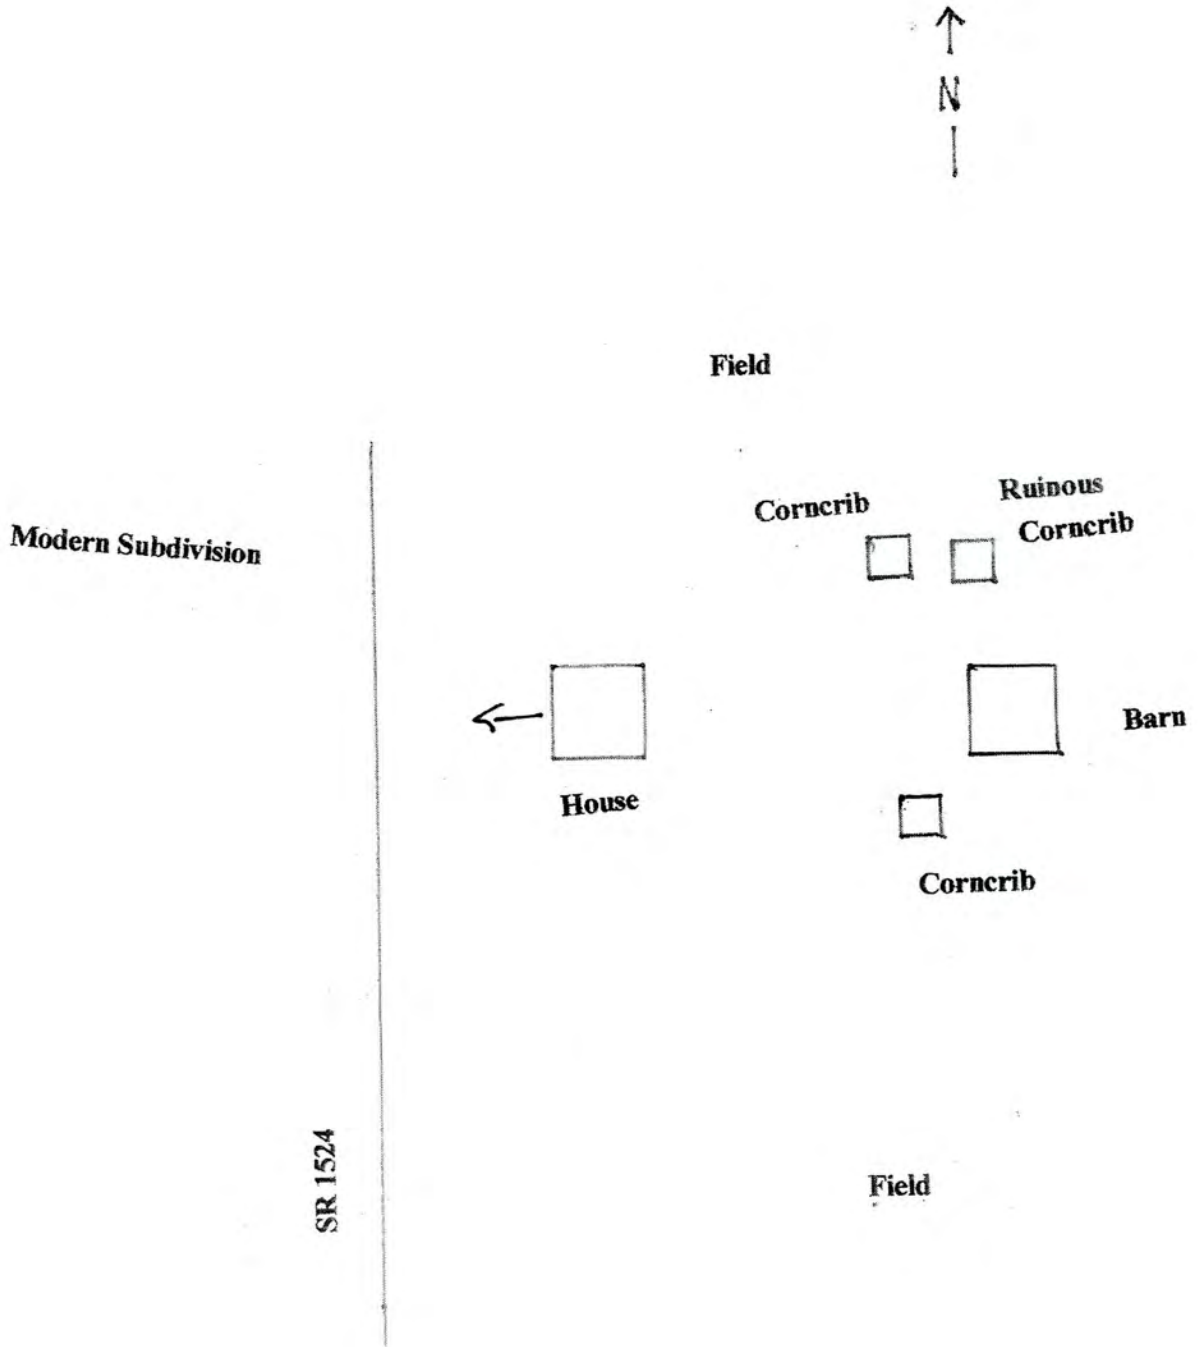 N
Field
Ruinous
Corncrib
Corncrib
Modern Subdivision
Barn
House
Corncrib
SR 1524
Field